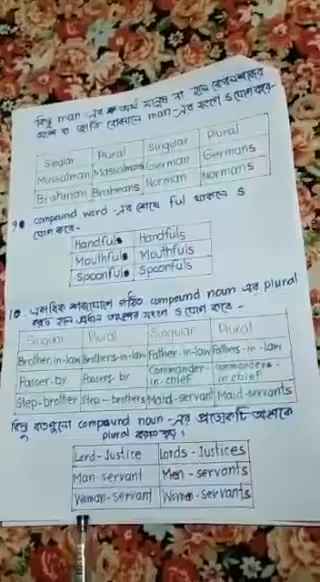 কিন্তু man -এর অর্থ মানুষ না হলে
man -এর সঙ্গে s যোগ করে-
Singular Plural Singular Plural
Mussalman Mussalmans German Germans
Brahman Brahmans Norman Normans
9. compound word -এর শেষে ful থাকলে s
যোগ করে-
Handful Handfuls
Mouthful Mouthfuls
Spoonful Spoonfuls
10. একাধিক শব্দযোগে গঠিত compound noun -এর plural
করতে হলে প্রধান অংশের সঙ্গে s যোগ করে -
Singular Plural Singular Plural
Brother-in-law Brothers-in-law Father-in-law Fathers-in-law
Passer-by Passers-by Commander-in-chief commanders-in chief
Step-brother Step-brothers Maid-servant Maid-servants
কিন্তু কতগুলো compound noun -এর প্রত্যেকটি অংশকে
plural করতে হয়।
Lord-Justice Lords-Justices
Man-servant Men-servants
Woman-servant Women-servants